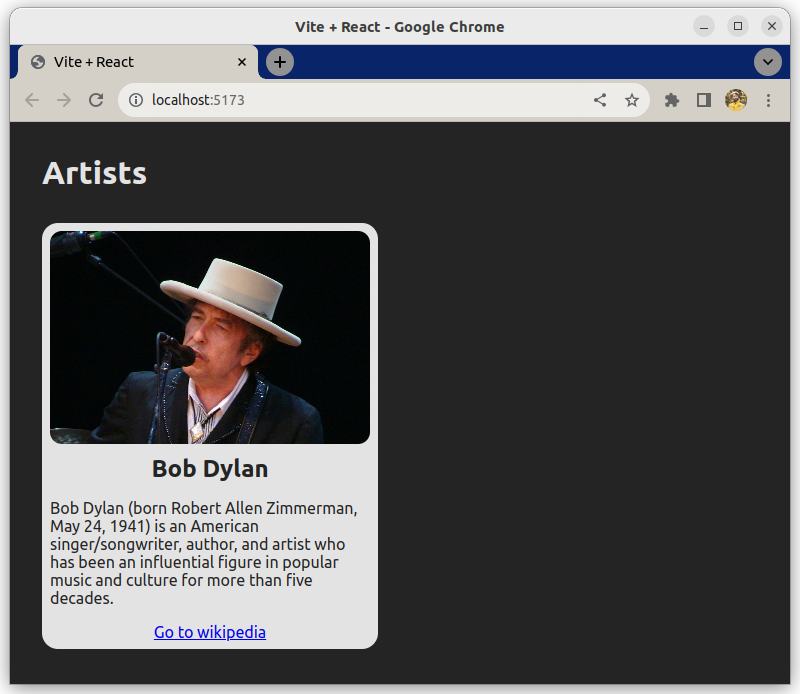 Vite + React - Google Chrome
Vite + React
localhost:5173
Artists
Bob Dylan
Bob Dylan (born Robert Allen Zimmerman,
May 24, 1941) is an American
singer/songwriter, author, and artist who
has been an influential figure in popular
music and culture for more than five
decades.
Go to wikipedia